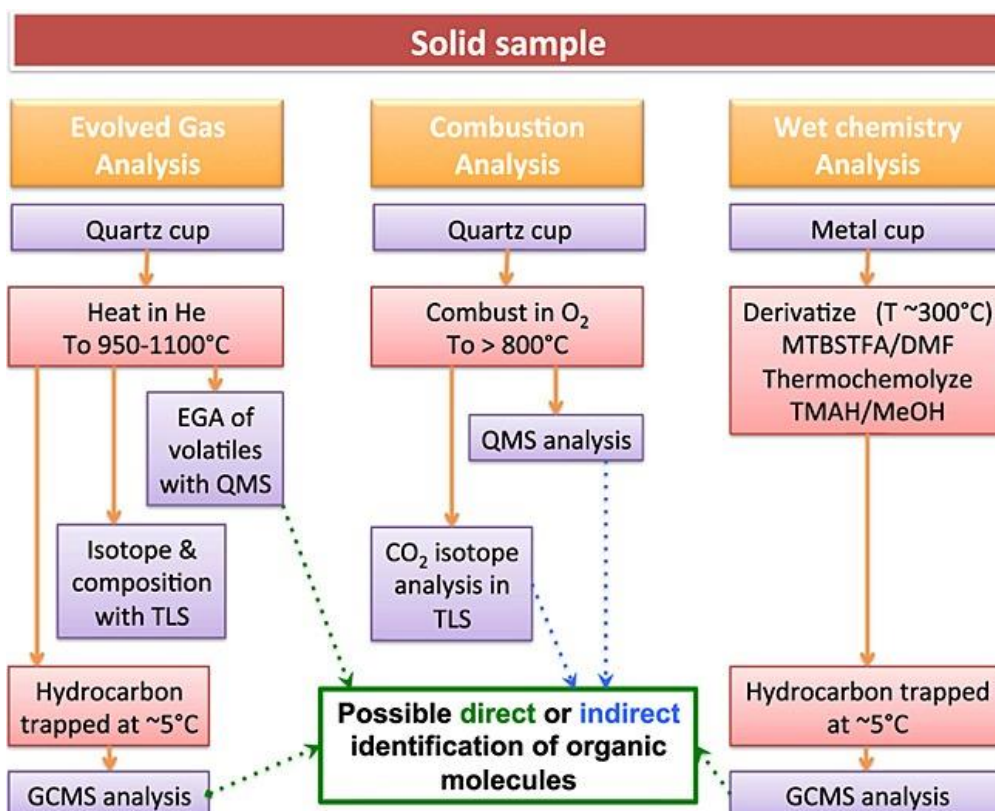 Solid sample
Evolved Gas
Analysis
Combustion
Analysis
Wet chemistry
Analysis
Quartz cup
Quartz cup
Metal cup
Heat in He
To 950-1100°C
Combust in O₂
To > 800°C
Derivatize (T ~300°C)
MTBSTFA/DMF
Thermochemolyze
TMAH/MeOH
EGA of
volatiles
with QMS
QMS analysis
Isotope &
composition
with TLS
CO₂ isotope
analysis in
TLS
Hydrocarbon
trapped at ~5°C
Possible direct or indirect
identification of organic
molecules
Hydrocarbon trapped
at ~5°C
GCMS analysis
GCMS analysis